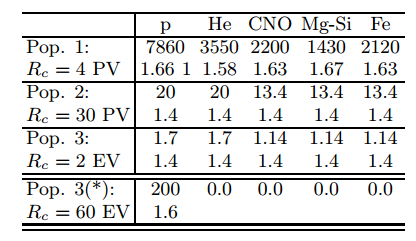 p He CNO Mg-Si Fe
Pop. 1: 7860 3550 2200 1430 2120
R_c = 4 PV 1.66 1 1.58 1.63 1.67 1.63
Pop. 2: 20 20 13.4 13.4 13.4
R_c = 30 PV 1.4 1.4 1.4 1.4 1.4
Pop. 3: 1.7 1.7 1.14 1.14 1.14
R_c = 2 EV 1.4 1.4 1.4 1.4 1.4
Pop. 3(*): 200 0.0 0.0 0.0 0.0
R_c = 60 EV 1.6